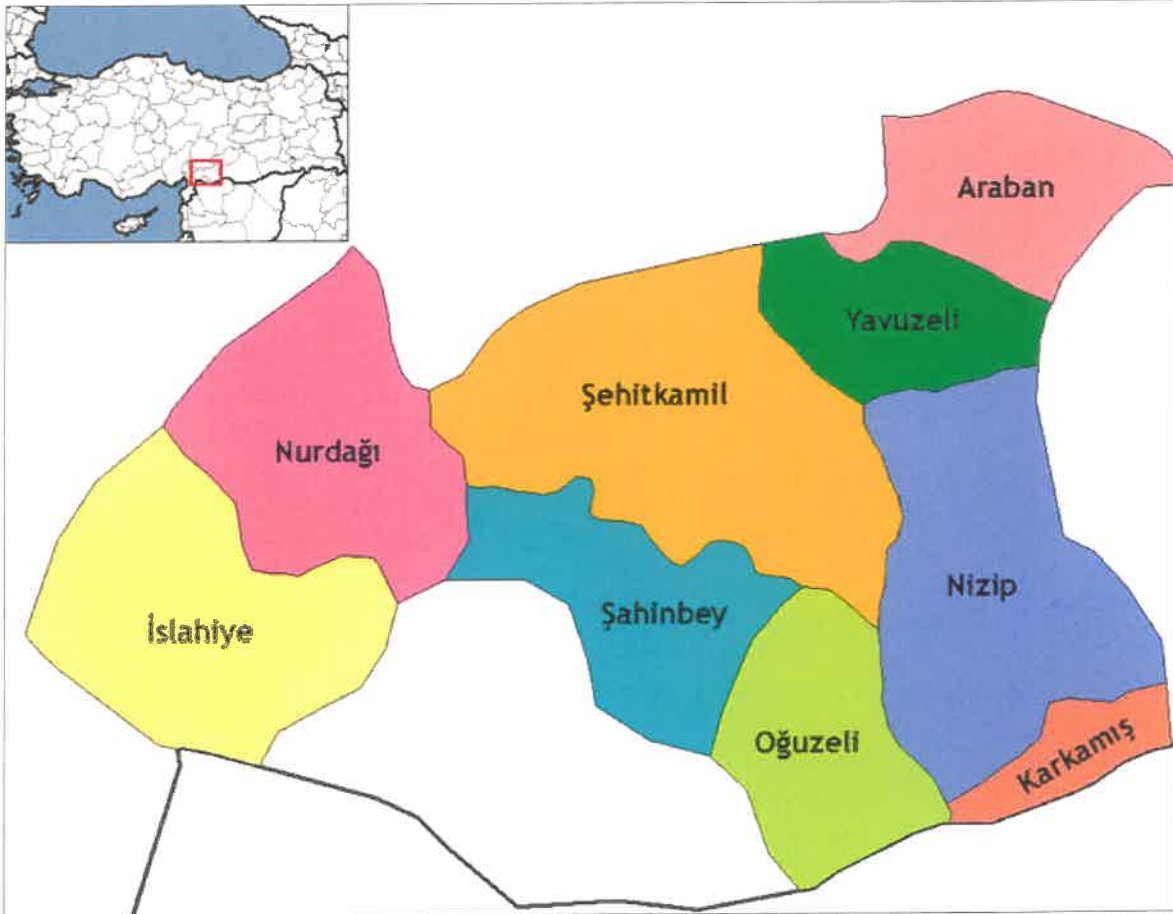 Araban
Yavuzeli
Şehitkamil
Nurdağı
Nizip
Şahinbey
İslahiye
Oğuzeli
Karkamış